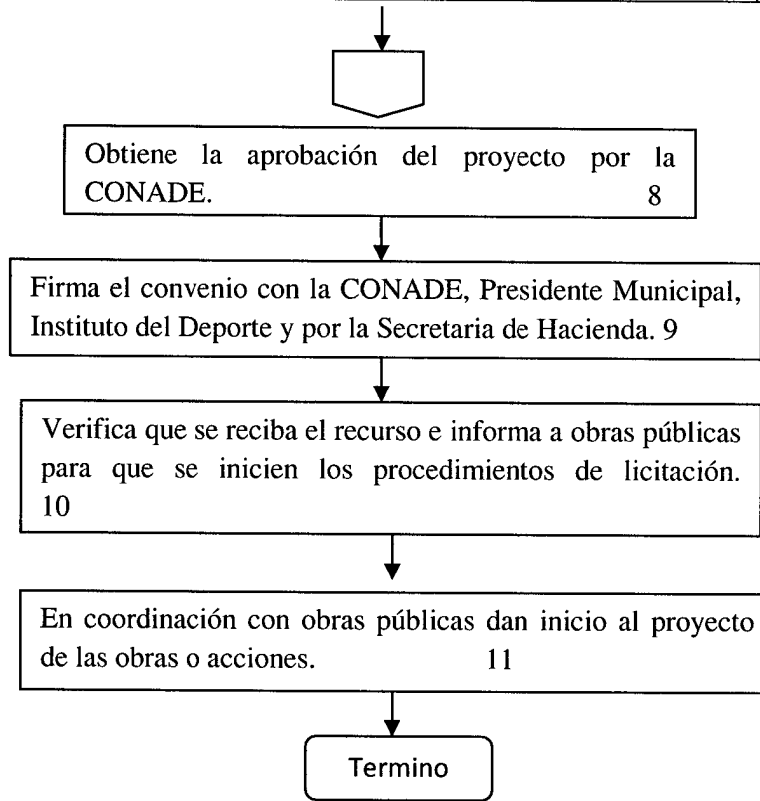 Obtiene la aprobación del proyecto por la
CONADE. 8
Firma el convenio con la CONADE, Presidente Municipal,
Instituto del Deporte y por la Secretaria de Hacienda. 9
Verifica que se reciba el recurso e informa a obras públicas
para que se inicien los procedimientos de licitación.
10
En coordinación con obras públicas dan inicio al proyecto
de las obras o acciones. 11
Termino